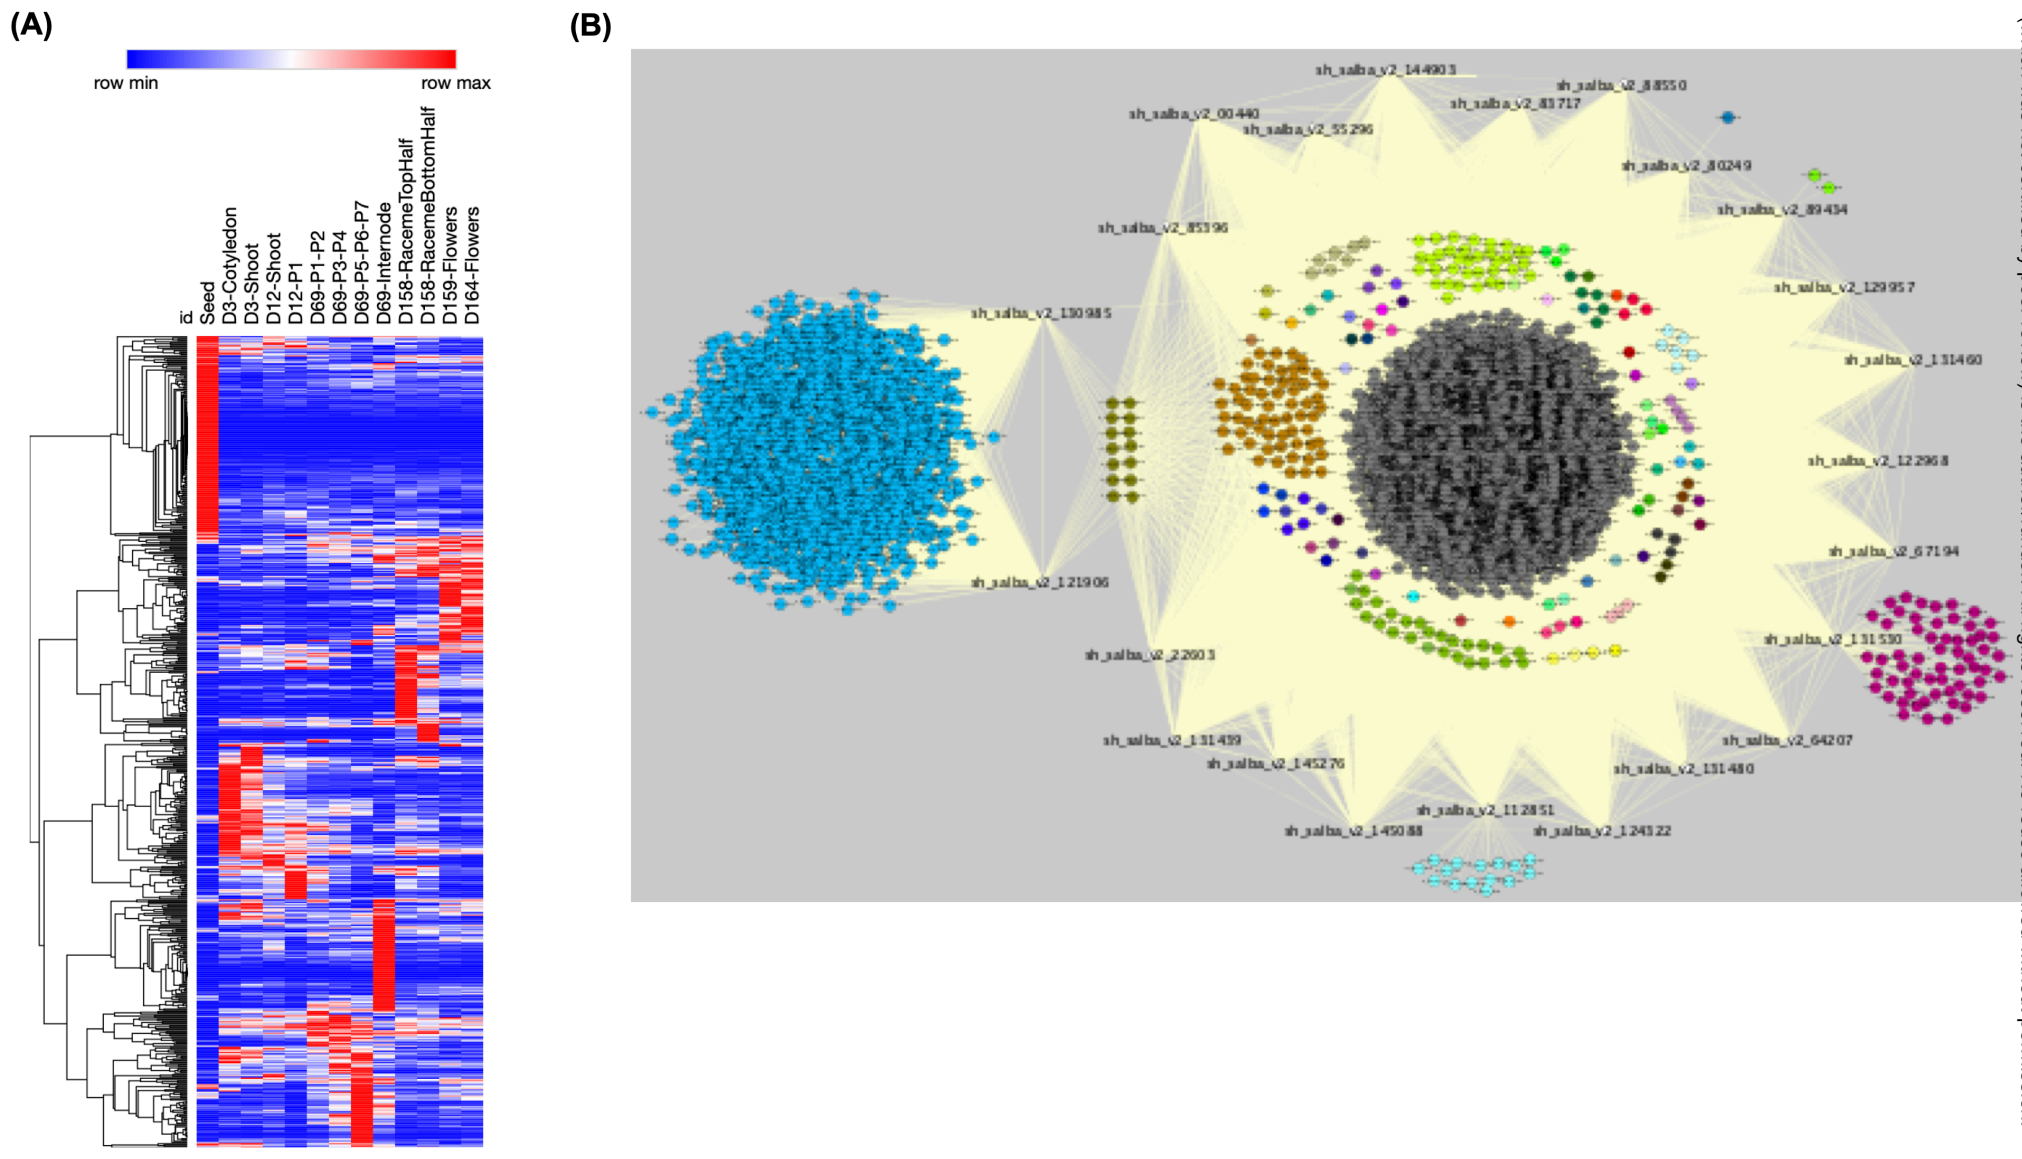 (A)
row min
row max
id
Seed
D3-Cotyledon
D3-Shoot
D12-Shoot
D12-P1
D69-P1-P2
D69-P3-P4
D69-P5-P6-P7
D69-Internode
D158-RacemeTopHalf
D158-RacemeBottomHalf
D159-Flowers
D164-Flowers
(B)
sh_salba_v2_144903
sh_salba_v2_88550
sh_salba_v2_83717
sh_salba_v2_00440
sh_salba_v2_55296
sh_salba_v2_80249
sh_salba_v2_89434
sh_salba_v2_85396
sh_salba_v2_129957
sh_salba_v2_130985
sh_salba_v2_131460
sh_salba_v2_122968
sh_salba_v2_67194
sh_salba_v2_121906
sh_salba_v2_131530
sh_salba_v2_22603
sh_salba_v2_131439
sh_salba_v2_64207
sh_salba_v2_145276
sh_salba_v2_131480
sh_salba_v2_112851
sh_salba_v2_145088
sh_salba_v2_124322